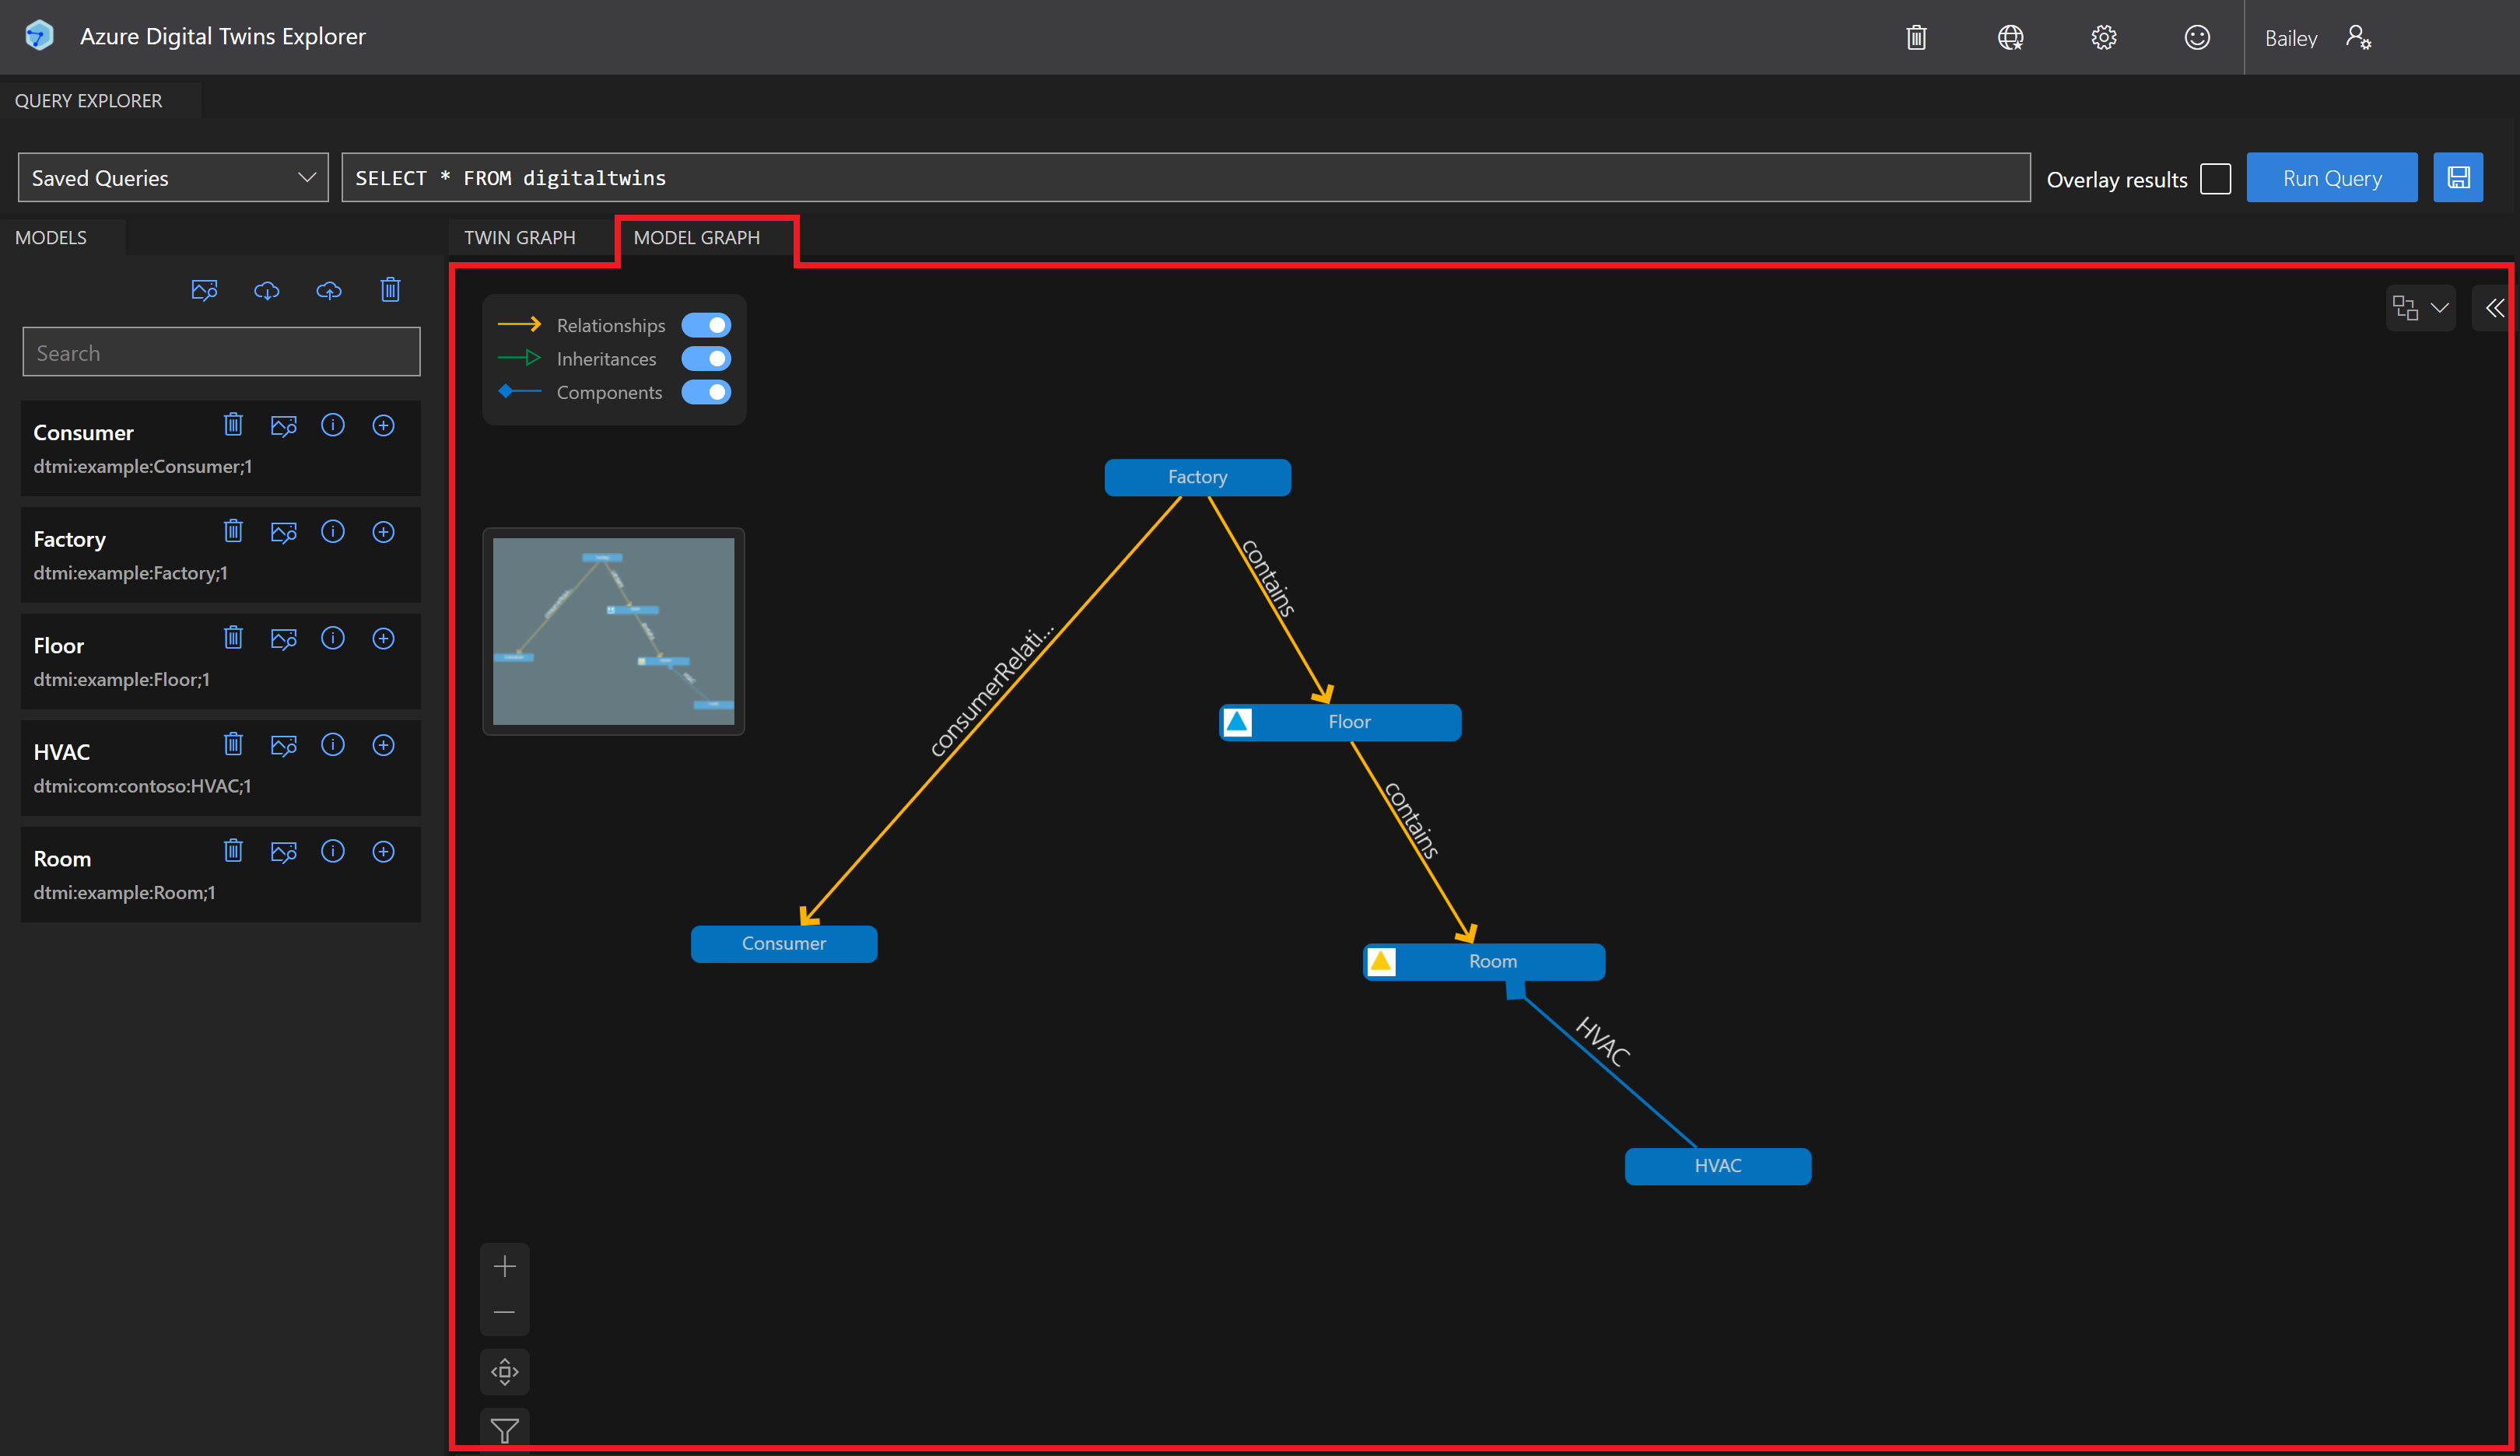 Azure Digital Twins Explorer
Bailey
QUERY EXPLORER
Saved Queries
SELECT * FROM digitaltwins
Overlay results
Run Query
MODELS
TWIN GRAPH
MODEL GRAPH
Search
Consumer
dtmi:example:Consumer;1
Factory
dtmi:example:Factory;1
Floor
dtmi:example:Floor;1
HVAC
dtmi:com:contoso:HVAC;1
Room
dtmi:example:Room;1
Relationships
Inheritances
Components
Factory
contains
consumerRelati...
Floor
contains
Consumer
Room
HVAC
HVAC